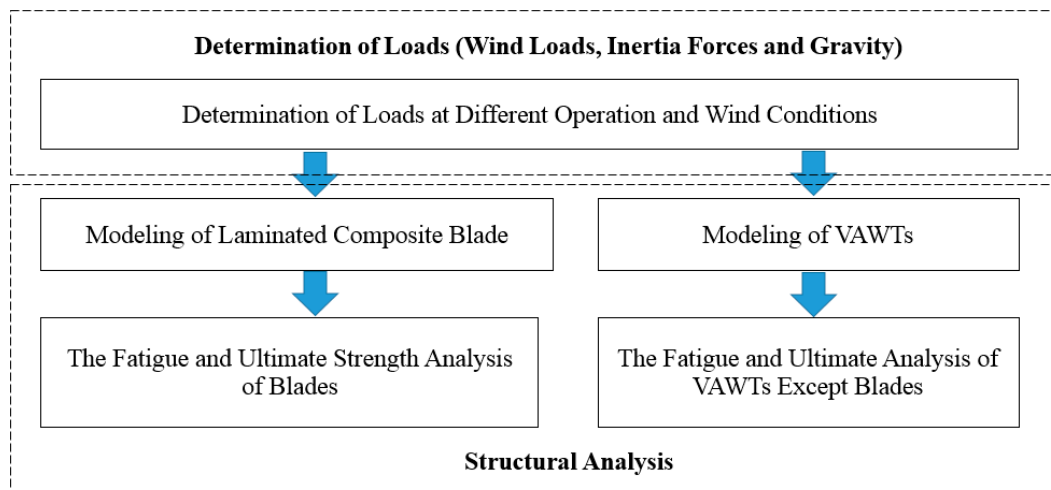 Determination of Loads (Wind Loads, Inertia Forces and Gravity)
Determination of Loads at Different Operation and Wind Conditions
Modeling of Laminated Composite Blade
Modeling of VAWTs
The Fatigue and Ultimate Strength Analysis
of Blades
The Fatigue and Ultimate Analysis of
VAWTs Except Blades
Structural Analysis